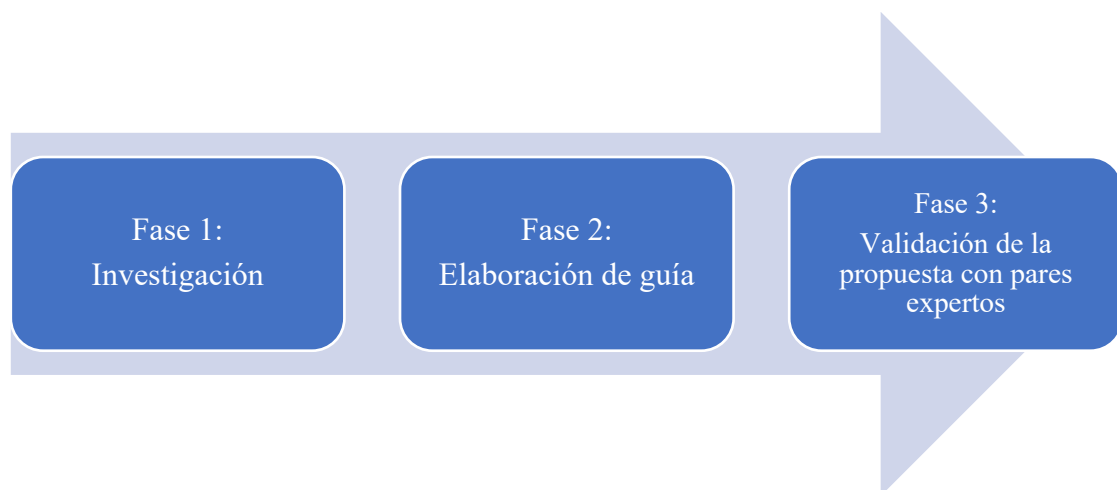 Fase 1:
Investigación
Fase 2:
Elaboración de guía
Fase 3:
Validación de la
propuesta con pares
expertos